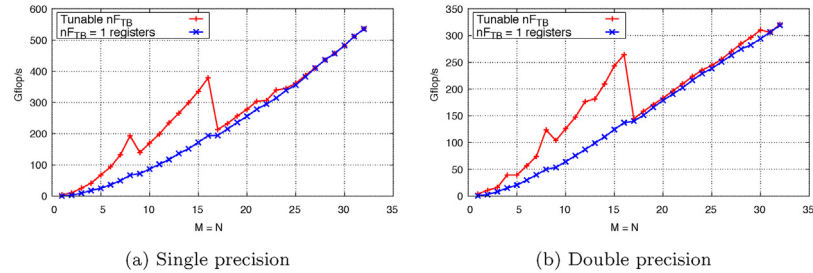 Tunable nF_TB
nF_TB = 1 registers
Gflop/s
600
500
400
300
200
100
0
0 5 10 15 20 25 30 35
M = N
(a) Single precision
Tunable nF_TB
nF_TB = 1 registers
Gflop/s
350
300
250
200
150
100
50
0
0 5 10 15 20 25 30 35
M = N
(b) Double precision